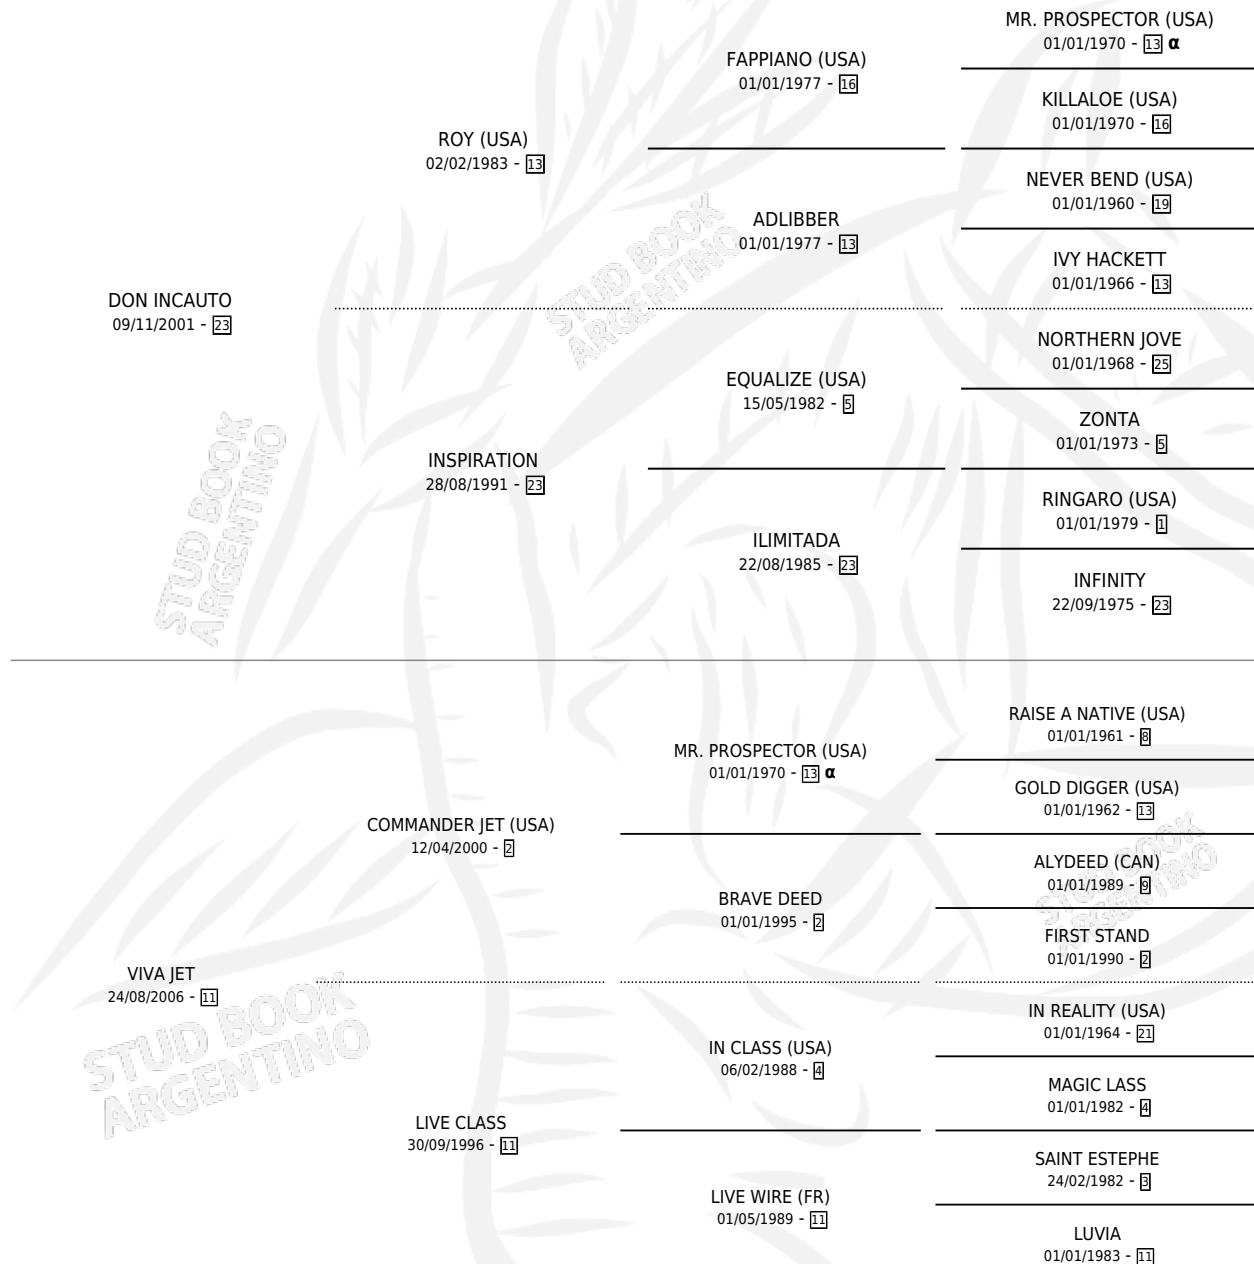 MR. PROSPECTOR (USA)
01/01/1970 - 13 α
FAPPIANO (USA)
01/01/1977 - 16
KILLALOE (USA)
01/01/1970 - 16
ROY (USA)
02/02/1983 - 13
NEVER BEND (USA)
01/01/1960 - 19
ADLIBBER
01/01/1977 - 13
IVY HACKETT
01/01/1966 - 13
DON INCAUTO
09/11/2001 - 23
NORTHERN JOVE
01/01/1968 - 25
EQUALIZE (USA)
15/05/1982 - 5
ZONTA
01/01/1973 - 5
INSPIRATION
28/08/1991 - 23
RINGARO (USA)
01/01/1979 - 1
ILIMITADA
22/08/1985 - 23
INFINITY
22/09/1975 - 23
RAISE A NATIVE (USA)
01/01/1961 - 8
MR. PROSPECTOR (USA)
01/01/1970 - 13 α
GOLD DIGGER (USA)
01/01/1962 - 13
COMMANDER JET (USA)
12/04/2000 - 2
ALYDEED (CAN)
01/01/1989 - 9
BRAVE DEED
01/01/1995 - 2
FIRST STAND
01/01/1990 - 2
VIVA JET
24/08/2006 - 11
IN REALITY (USA)
01/01/1964 - 21
IN CLASS (USA)
06/02/1988 - 4
MAGIC LASS
01/01/1982 - 4
LIVE CLASS
30/09/1996 - 11
SAINT ESTEPHE
24/02/1982 - 3
LIVE WIRE (FR)
01/05/1989 - 11
LUVIA
01/01/1983 - 11
STUD BOOK
ARGENTINO
STUD BOOK
ARGENTINO
STUD BOOK
ARGENTINO
STUD BOOK
ARGENTINO